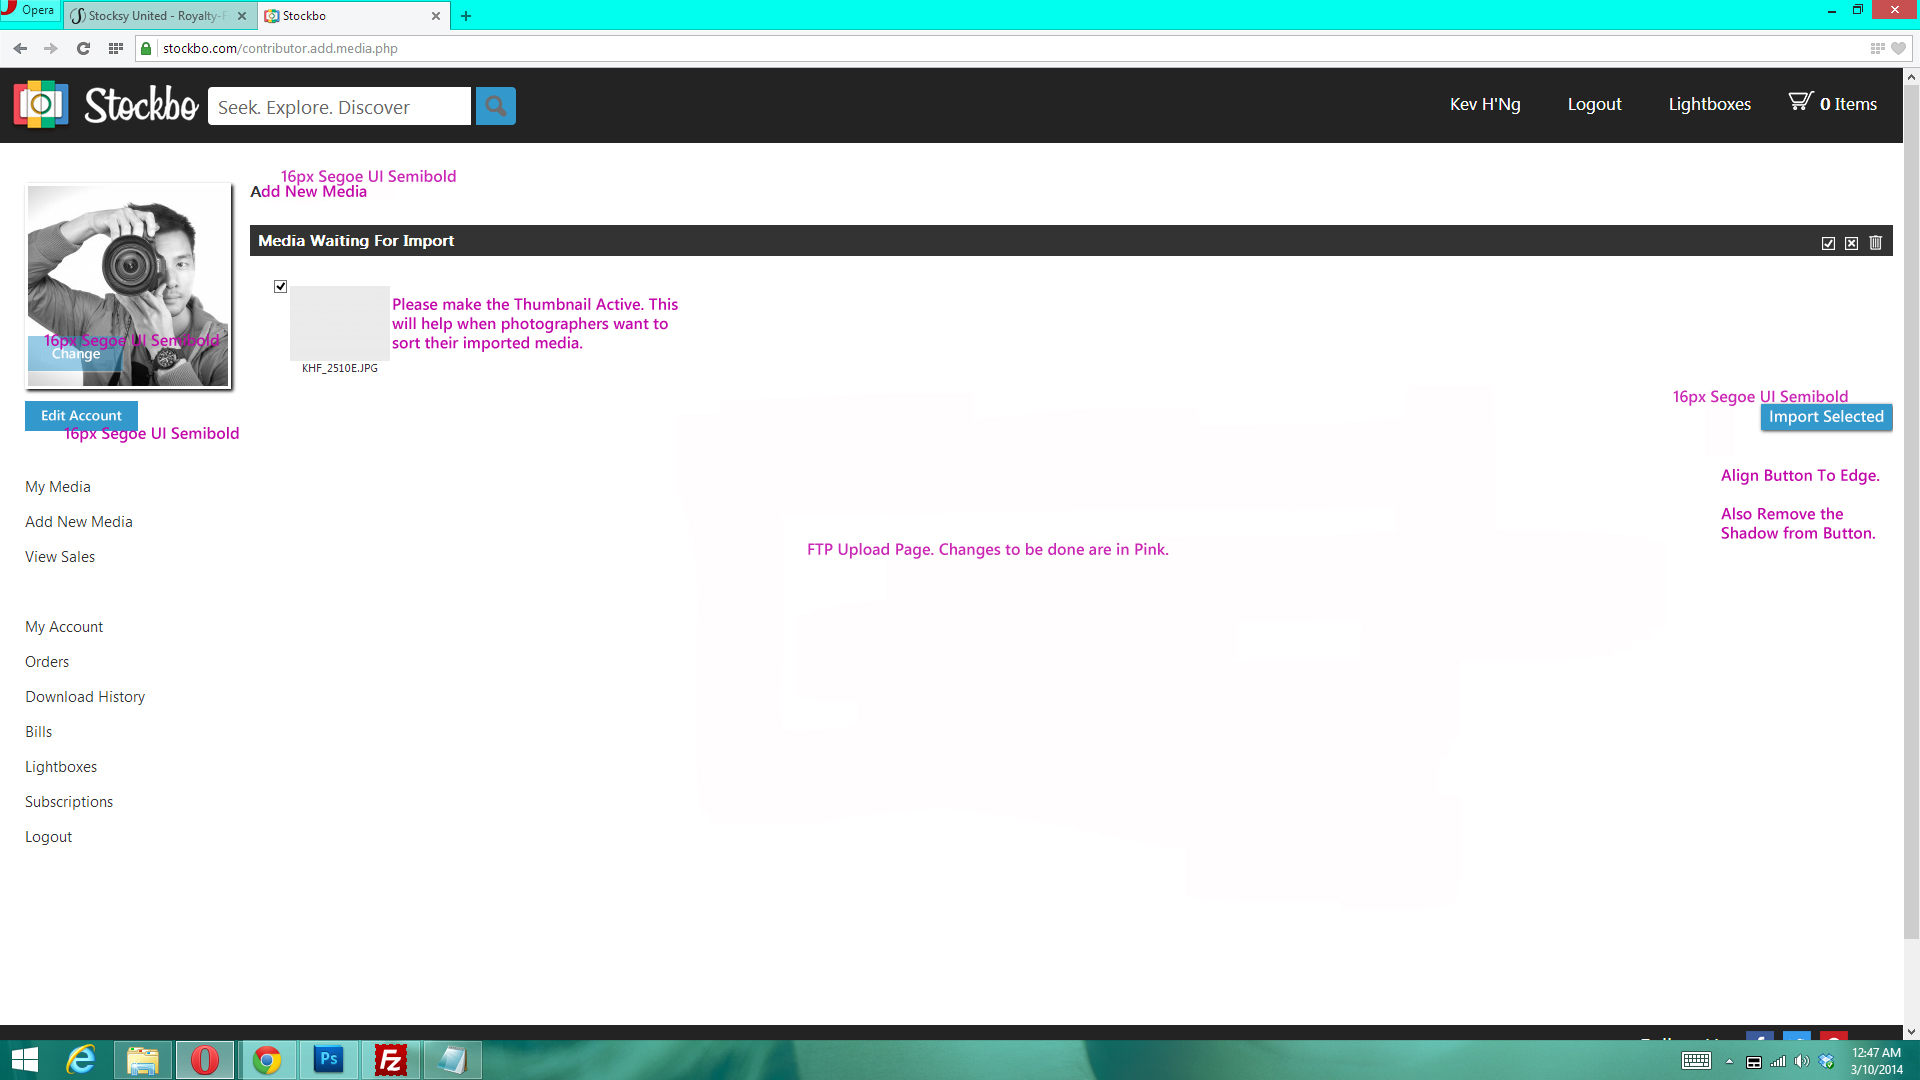 Opera
Stocksy United - Royalty-F
Stockbo
stockbo.com/contributor.add.media.php
Stockbo
Seek. Explore. Discover
Kev H'Ng
Logout
Lightboxes
0 Items
16px Segoe UI Semibold
Add New Media
Media Waiting For Import
Please make the Thumbnail Active. This
will help when photographers want to
sort their imported media.
KHF_2510E.JPG
16px Segoe UI Semibold
Change
Edit Account
16px Segoe UI Semibold
16px Segoe UI Semibold
Import Selected
Align Button To Edge.
Also Remove the
Shadow from Button.
FTP Upload Page. Changes to be done are in Pink.
My Media
Add New Media
View Sales
My Account
Orders
Download History
Bills
Lightboxes
Subscriptions
Logout
Ps
12:47 AM
3/10/2014